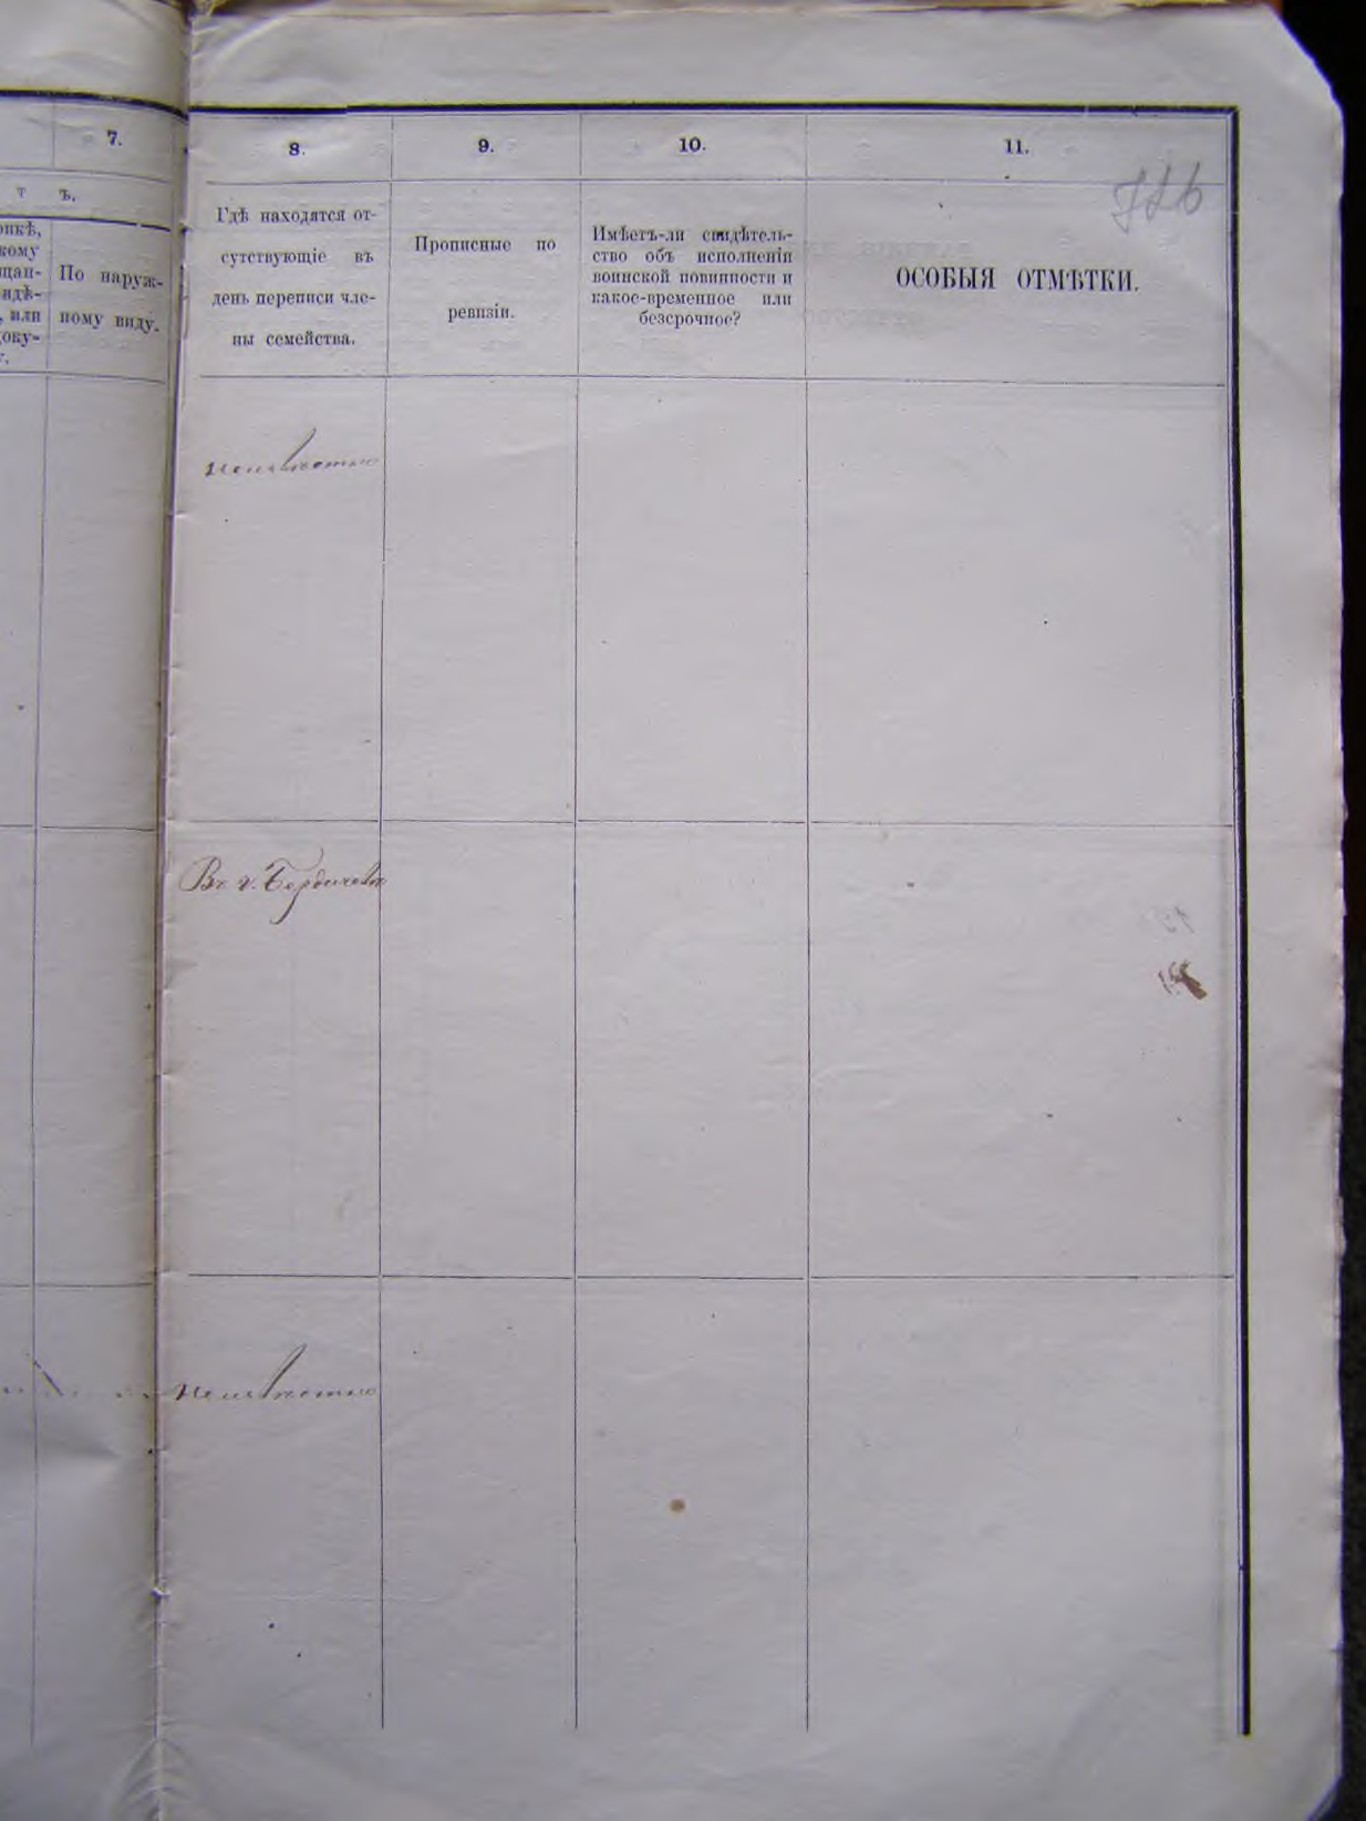 7.
8.
9.
10.
11.
т ъ.
По наруж-
ному виду.
Гдѣ находятся от-
сутствующіе въ
день переписи чле-
ны семейства.
Прописные по
ревизіи.
Имѣетъ-ли свидѣтель-
ство объ исполненіи
воинской повинности и
какое-временное или
безсрочное?
ОСОБЫЯ ОТМѢТКИ.
неизвѣстно
Въ г. Бердичевѣ
неизвѣстно